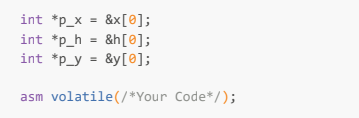 int *p_x = &x[0];
int *p_h = &h[0];
int *p_y = &y[0];
asm volatile(/*Your Code*/);